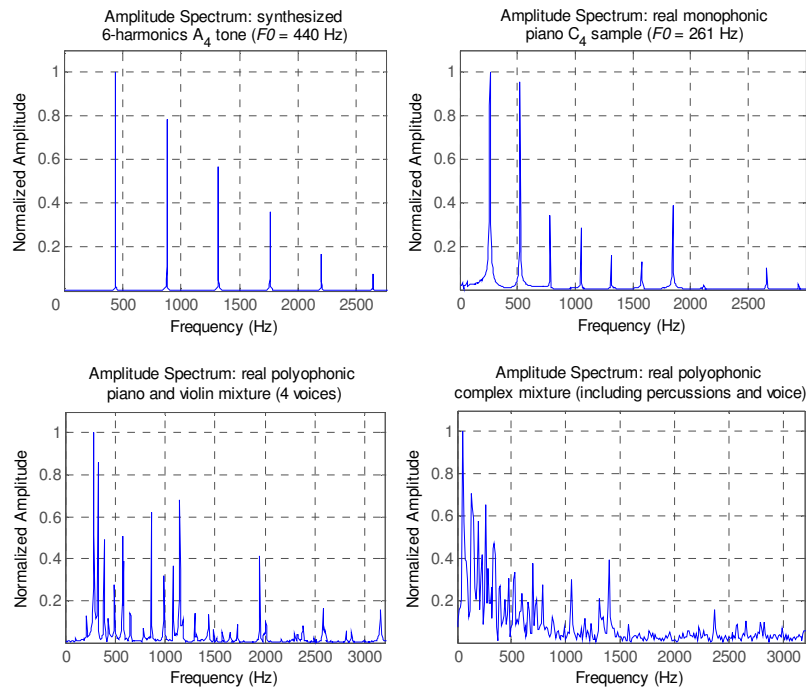 Amplitude Spectrum: synthesized
6-harmonics A4 tone (F0 = 440 Hz)
1
0.8
0.6
0.4
0.2
Normalized Amplitude
0 500 1000 1500 2000 2500
Frequency (Hz)
Amplitude Spectrum: real monophonic
piano C4 sample (F0 = 261 Hz)
1
0.8
0.6
0.4
0.2
Normalized Amplitude
0 500 1000 1500 2000 2500
Frequency (Hz)
Amplitude Spectrum: real polyophonic
piano and violin mixture (4 voices)
1
0.8
0.6
0.4
0.2
Normalized Amplitude
0 500 1000 1500 2000 2500 3000
Frequency (Hz)
Amplitude Spectrum: real polyophonic
complex mixture (including percussions and voice)
1
0.8
0.6
0.4
0.2
Normalized Amplitude
0 500 1000 1500 2000 2500 3000
Frequency (Hz)